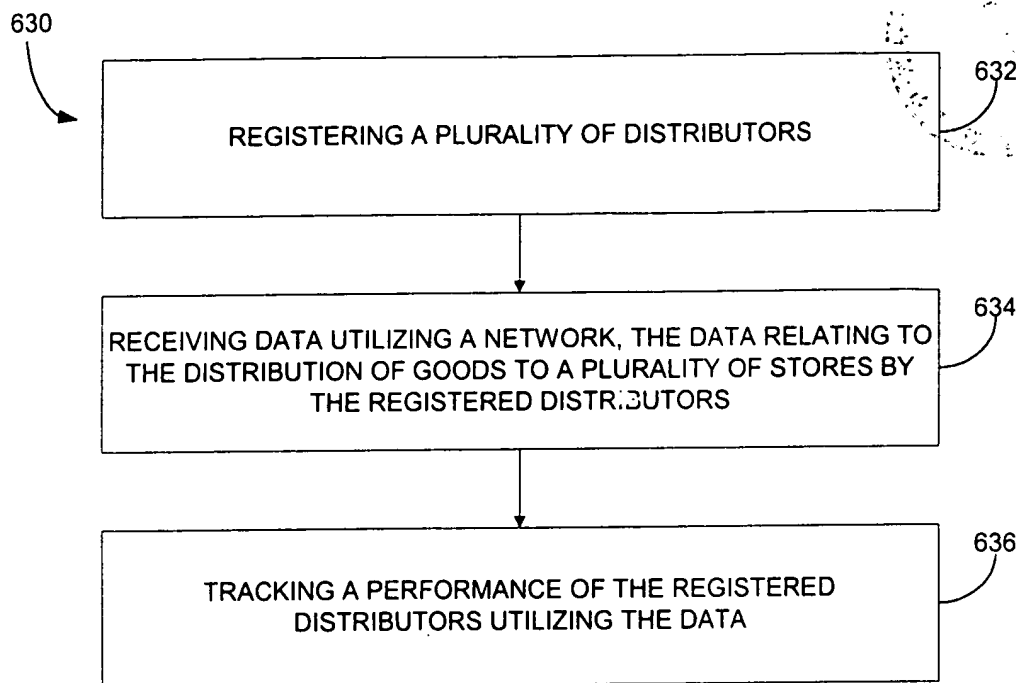 630
632
REGISTERING A PLURALITY OF DISTRIBUTORS
634
RECEIVING DATA UTILIZING A NETWORK, THE DATA RELATING TO
THE DISTRIBUTION OF GOODS TO A PLURALITY OF STORES BY
THE REGISTERED DISTRIBUTORS
636
TRACKING A PERFORMANCE OF THE REGISTERED
DISTRIBUTORS UTILIZING THE DATA